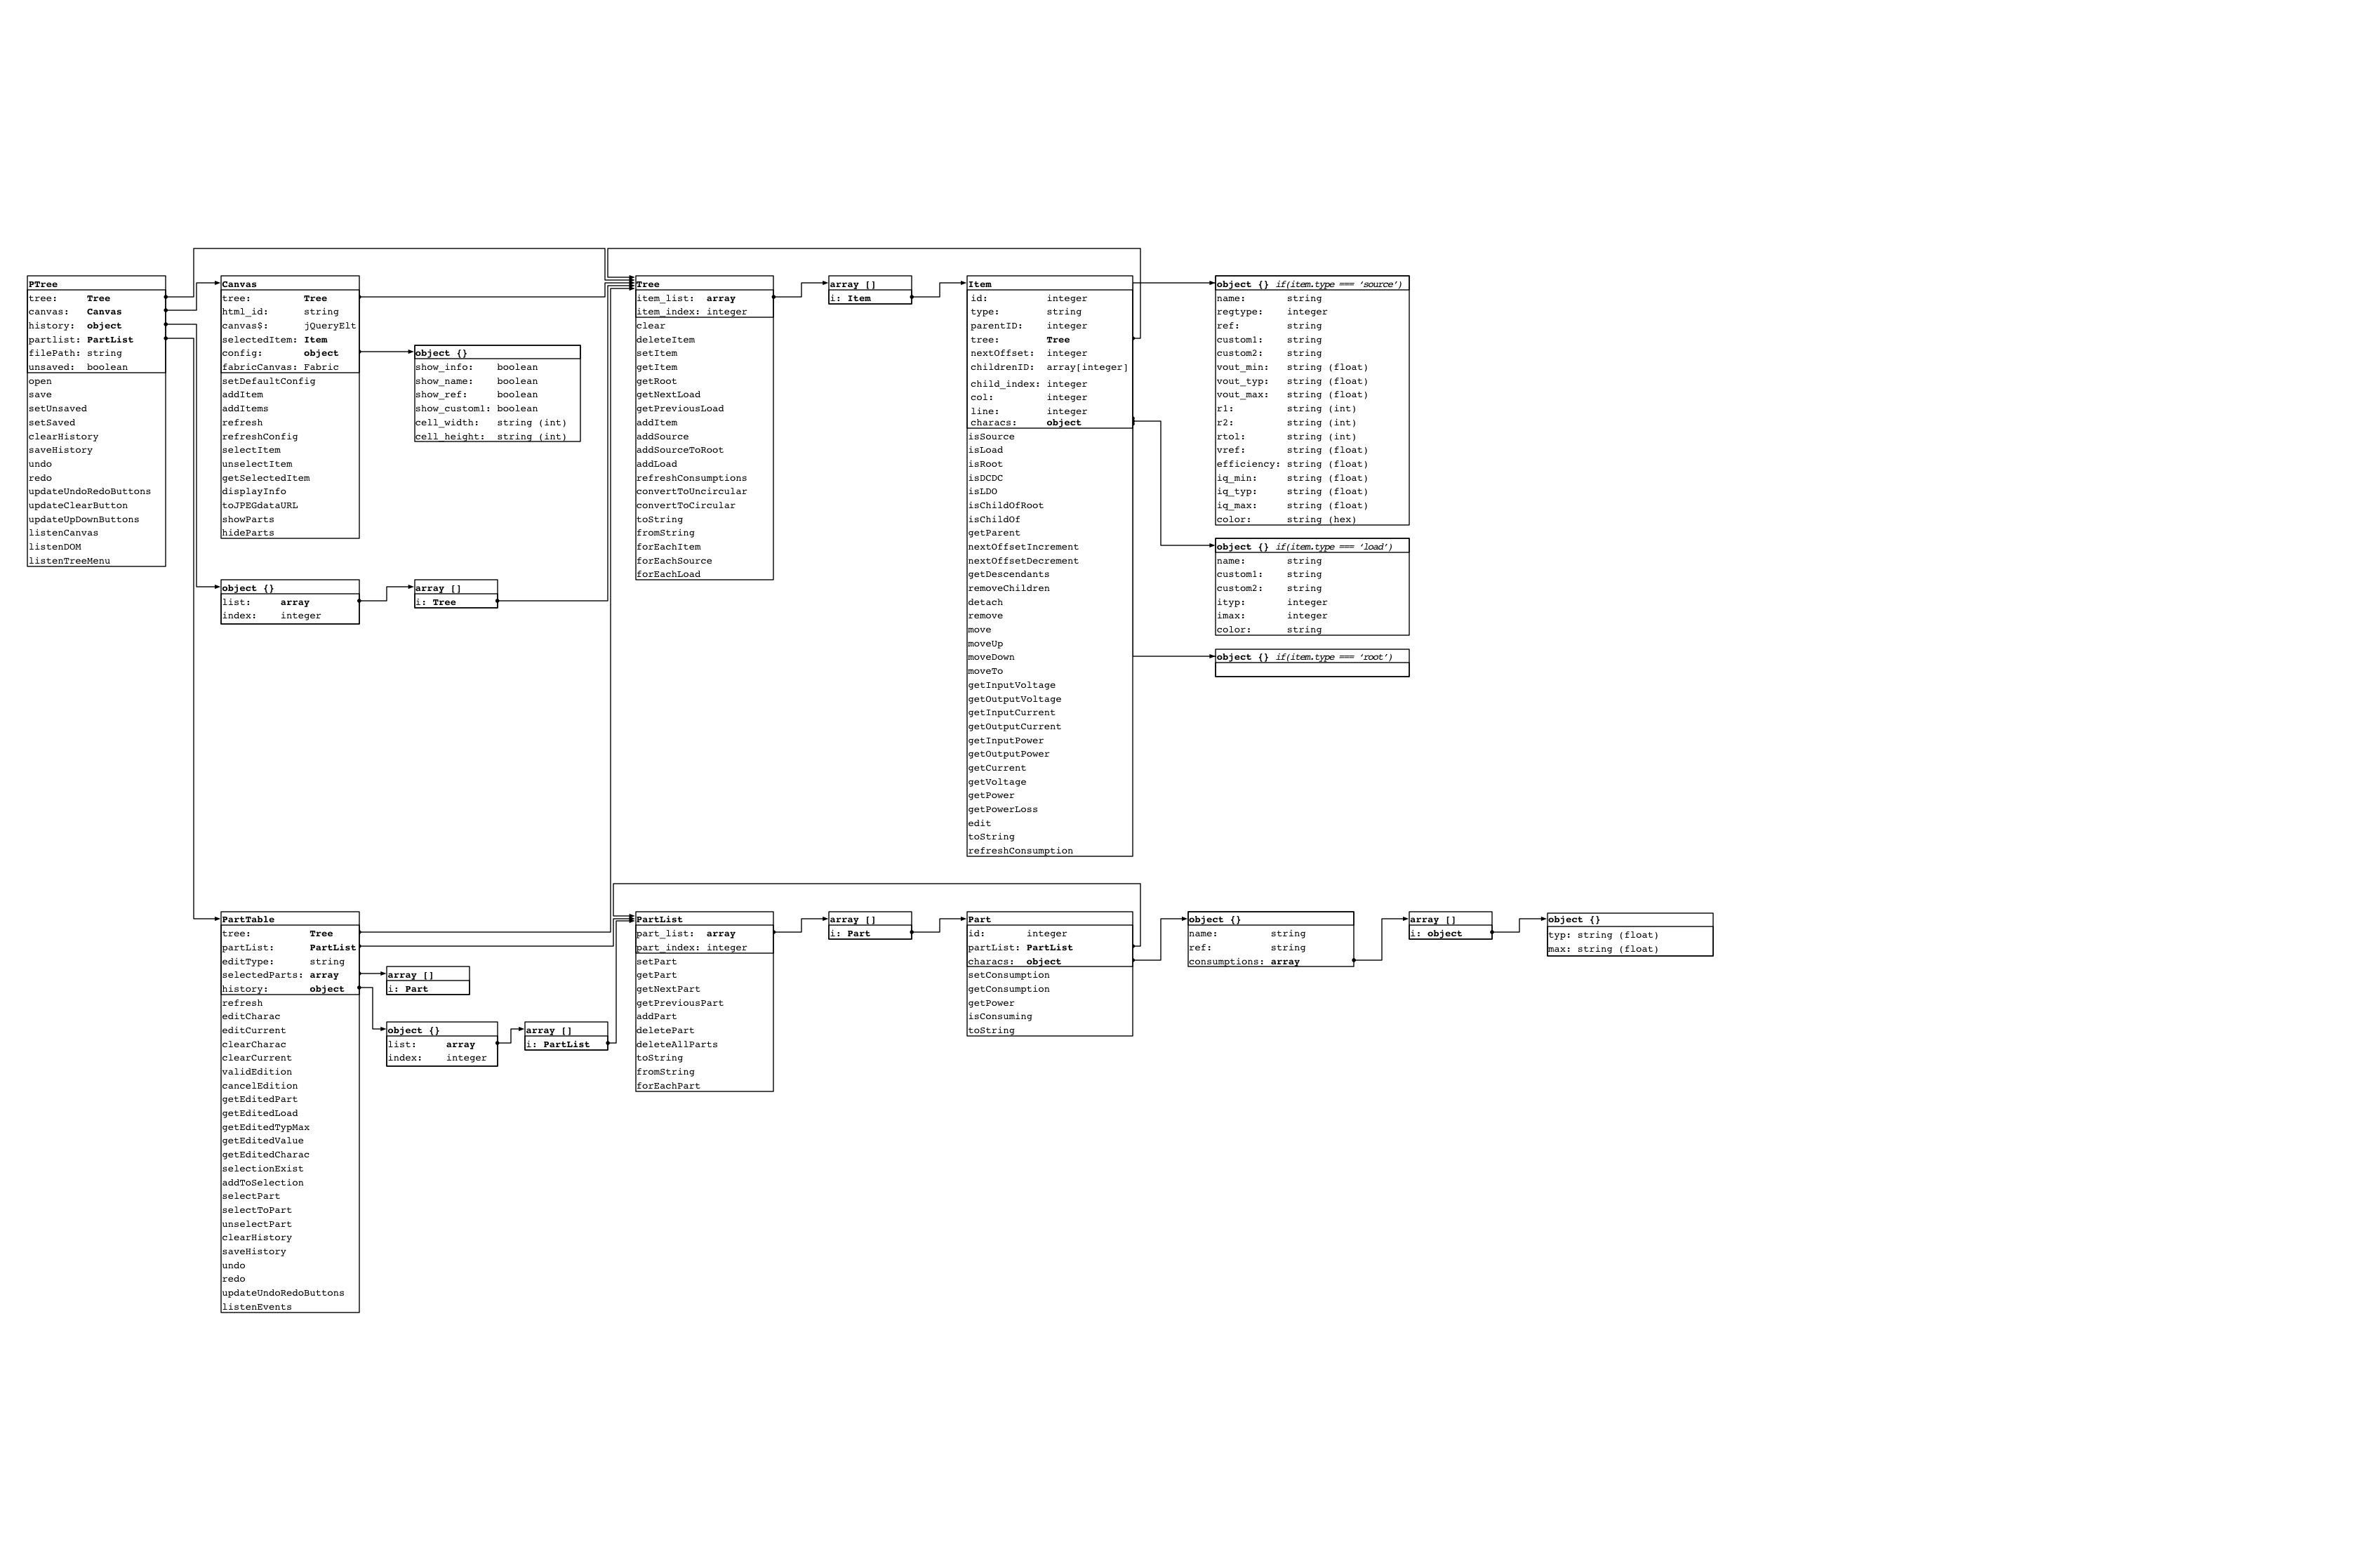 PTree
tree: Tree
canvas: Canvas
history: object
partlist: PartList
filePath: string
unsaved: boolean
open
save
setUnsaved
setSaved
clearHistory
saveHistory
undo
redo
updateUndoRedoButtons
updateClearButton
updateUpDownButtons
listenCanvas
listenDOM
listenTreeMenu
Canvas
tree: Tree
html_id: string
canvas$: jQueryElt
selectedItem: Item
config: object
fabricCanvas: Fabric
setDefaultConfig
addItem
addItems
refresh
refreshConfig
selectItem
unselectItem
getSelectedItem
displayInfo
toJPEGdataURL
showParts
hideParts
object {}
show_info: boolean
show_name: boolean
show_ref: boolean
show_custom1: boolean
cell_width: string (int)
cell_height: string (int)
object {}
list: array
index: integer
array []
i: Tree
Tree
item_list: array
item_index: integer
clear
deleteItem
setItem
getItem
getRoot
getNextLoad
getPreviousLoad
addItem
addSource
addSourceToRoot
addLoad
refreshConsumptions
convertToUncircular
convertToCircular
toString
fromString
forEachItem
forEachSource
forEachLoad
array []
i: Item
Item
id: integer
type: string
parentID: integer
tree: Tree
nextOffset: integer
childrenID: array[integer]
child_index: integer
col: integer
line: integer
characs: object
isSource
isLoad
isRoot
isDCDC
isLDO
isChildOfRoot
isChildOf
getParent
nextOffsetIncrement
nextOffsetDecrement
getDescendants
removeChildren
detach
remove
move
moveUp
moveDown
moveTo
getInputVoltage
getOutputVoltage
getInputCurrent
getOutputCurrent
getInputPower
getOutputPower
getCurrent
getVoltage
getPower
getPowerLoss
edit
toString
refreshConsumption
object {} if(item.type === ‘source’)
name: string
regtype: integer
ref: string
custom1: string
custom2: string
vout_min: string (float)
vout_typ: string (float)
vout_max: string (float)
r1: string (int)
r2: string (int)
rtol: string (int)
vref: string (float)
efficiency: string (float)
iq_min: string (float)
iq_typ: string (float)
iq_max: string (float)
color: string (hex)
object {} if(item.type === ‘load’)
name: string
custom1: string
custom2: string
ityp: integer
imax: integer
color: string
object {} if(item.type === ‘root’)
PartTable
tree: Tree
partList: PartList
editType: string
selectedParts: array
history: object
refresh
editCharac
editCurrent
clearCharac
clearCurrent
validEdition
cancelEdition
getEditedPart
getEditedLoad
getEditedTypMax
getEditedValue
getEditedCharac
selectionExist
addToSelection
selectPart
selectToPart
unselectPart
clearHistory
saveHistory
undo
redo
updateUndoRedoButtons
listenEvents
array []
i: Part
object {}
list: array
index: integer
array []
i: PartList
PartList
part_list: array
part_index: integer
setPart
getPart
getNextPart
getPreviousPart
addPart
deletePart
deleteAllParts
toString
fromString
forEachPart
array []
i: Part
Part
id: integer
partList: PartList
characs: object
setConsumption
getConsumption
getPower
isConsuming
toString
object {}
name: string
ref: string
consumptions: array
array []
i: object
object {}
typ: string (float)
max: string (float)